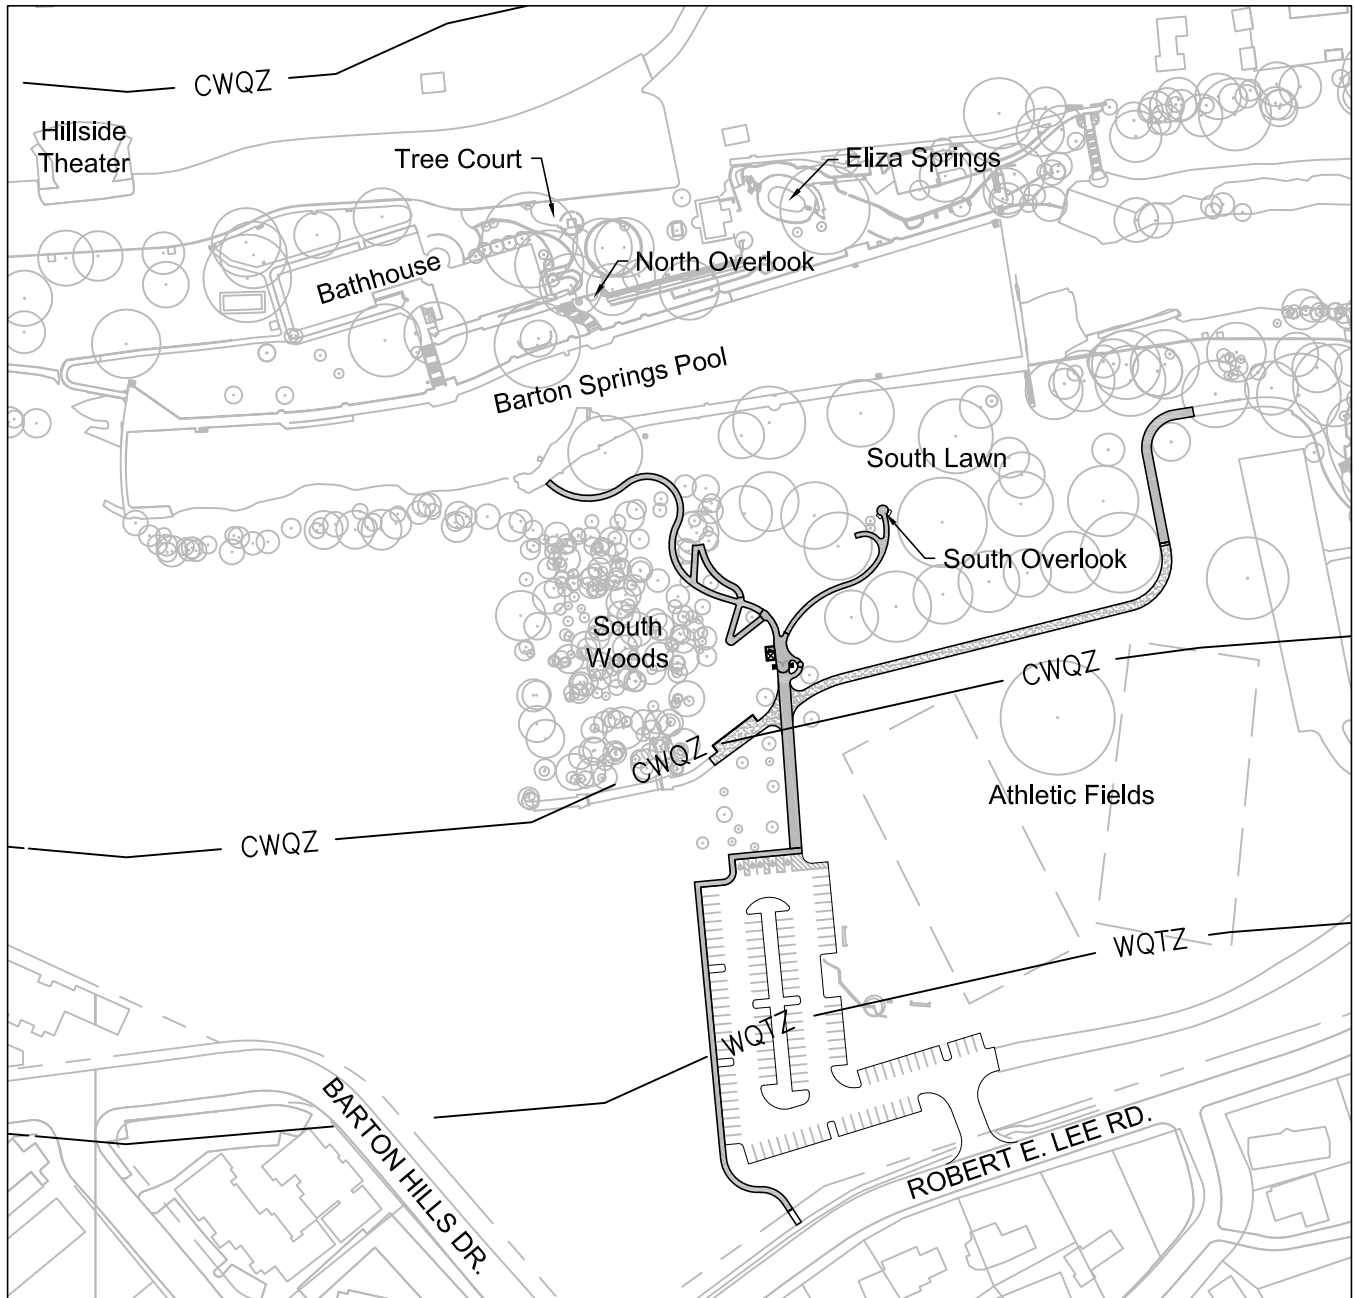 CWQZ
Hillside
Theater
Tree Court
Eliza Springs
Bathhouse
North Overlook
Barton Springs Pool
South Lawn
South Overlook
South
Woods
CWQZ
CWQZ
Athletic Fields
CWQZ
WQTZ
WQTZ
BARTON HILLS DR.
ROBERT E. LEE RD.